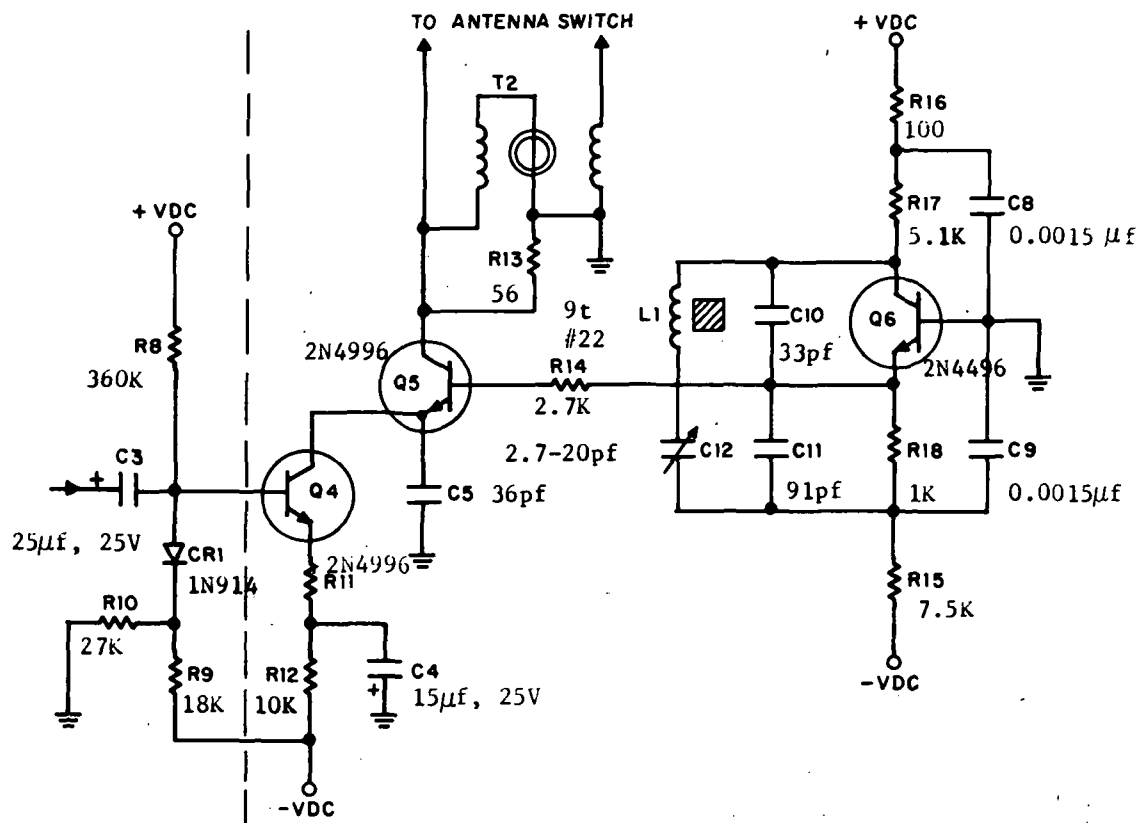 TO ANTENNA SWITCH
+ VDC
T2
R16
100
R17
5.1K
C8
0.0015 µf
+ VDC
R13
56
9t
#22
L1
C10
33pf
Q6
2N4496
R8
360K
2N4996
Q5
R14
2.7K
2.7-20pf
C12
C11
91pf
R18
1K
C9
0.0015µf
C3
+
25µf, 25V
Q4
C5
36pf
CR1
1N914
2N4996
R11
R15
7.5K
R10
27K
R9
18K
R12
10K
C4
+
15µf, 25V
-VDC
-VDC